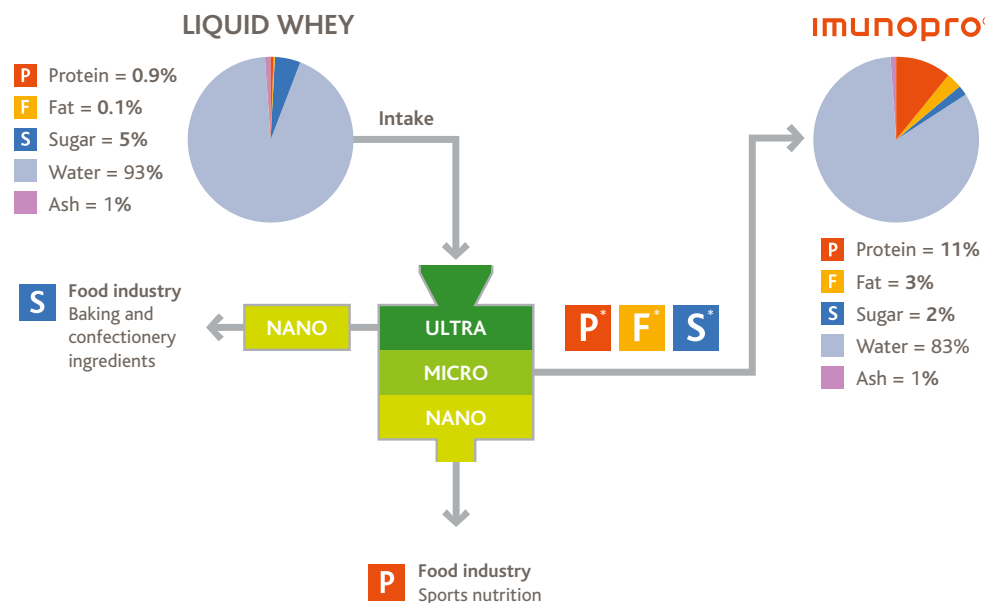 LIQUID WHEY
P Protein = 0.9%
F Fat = 0.1%
S Sugar = 5%
Water = 93%
Ash = 1%
Intake
ımunopro
P Protein = 11%
F Fat = 3%
S Sugar = 2%
Water = 83%
Ash = 1%
S Food industry
Baking and
confectionery
ingredients
NANO
ULTRA
MICRO
NANO
P* F* S*
P Food industry
Sports nutrition